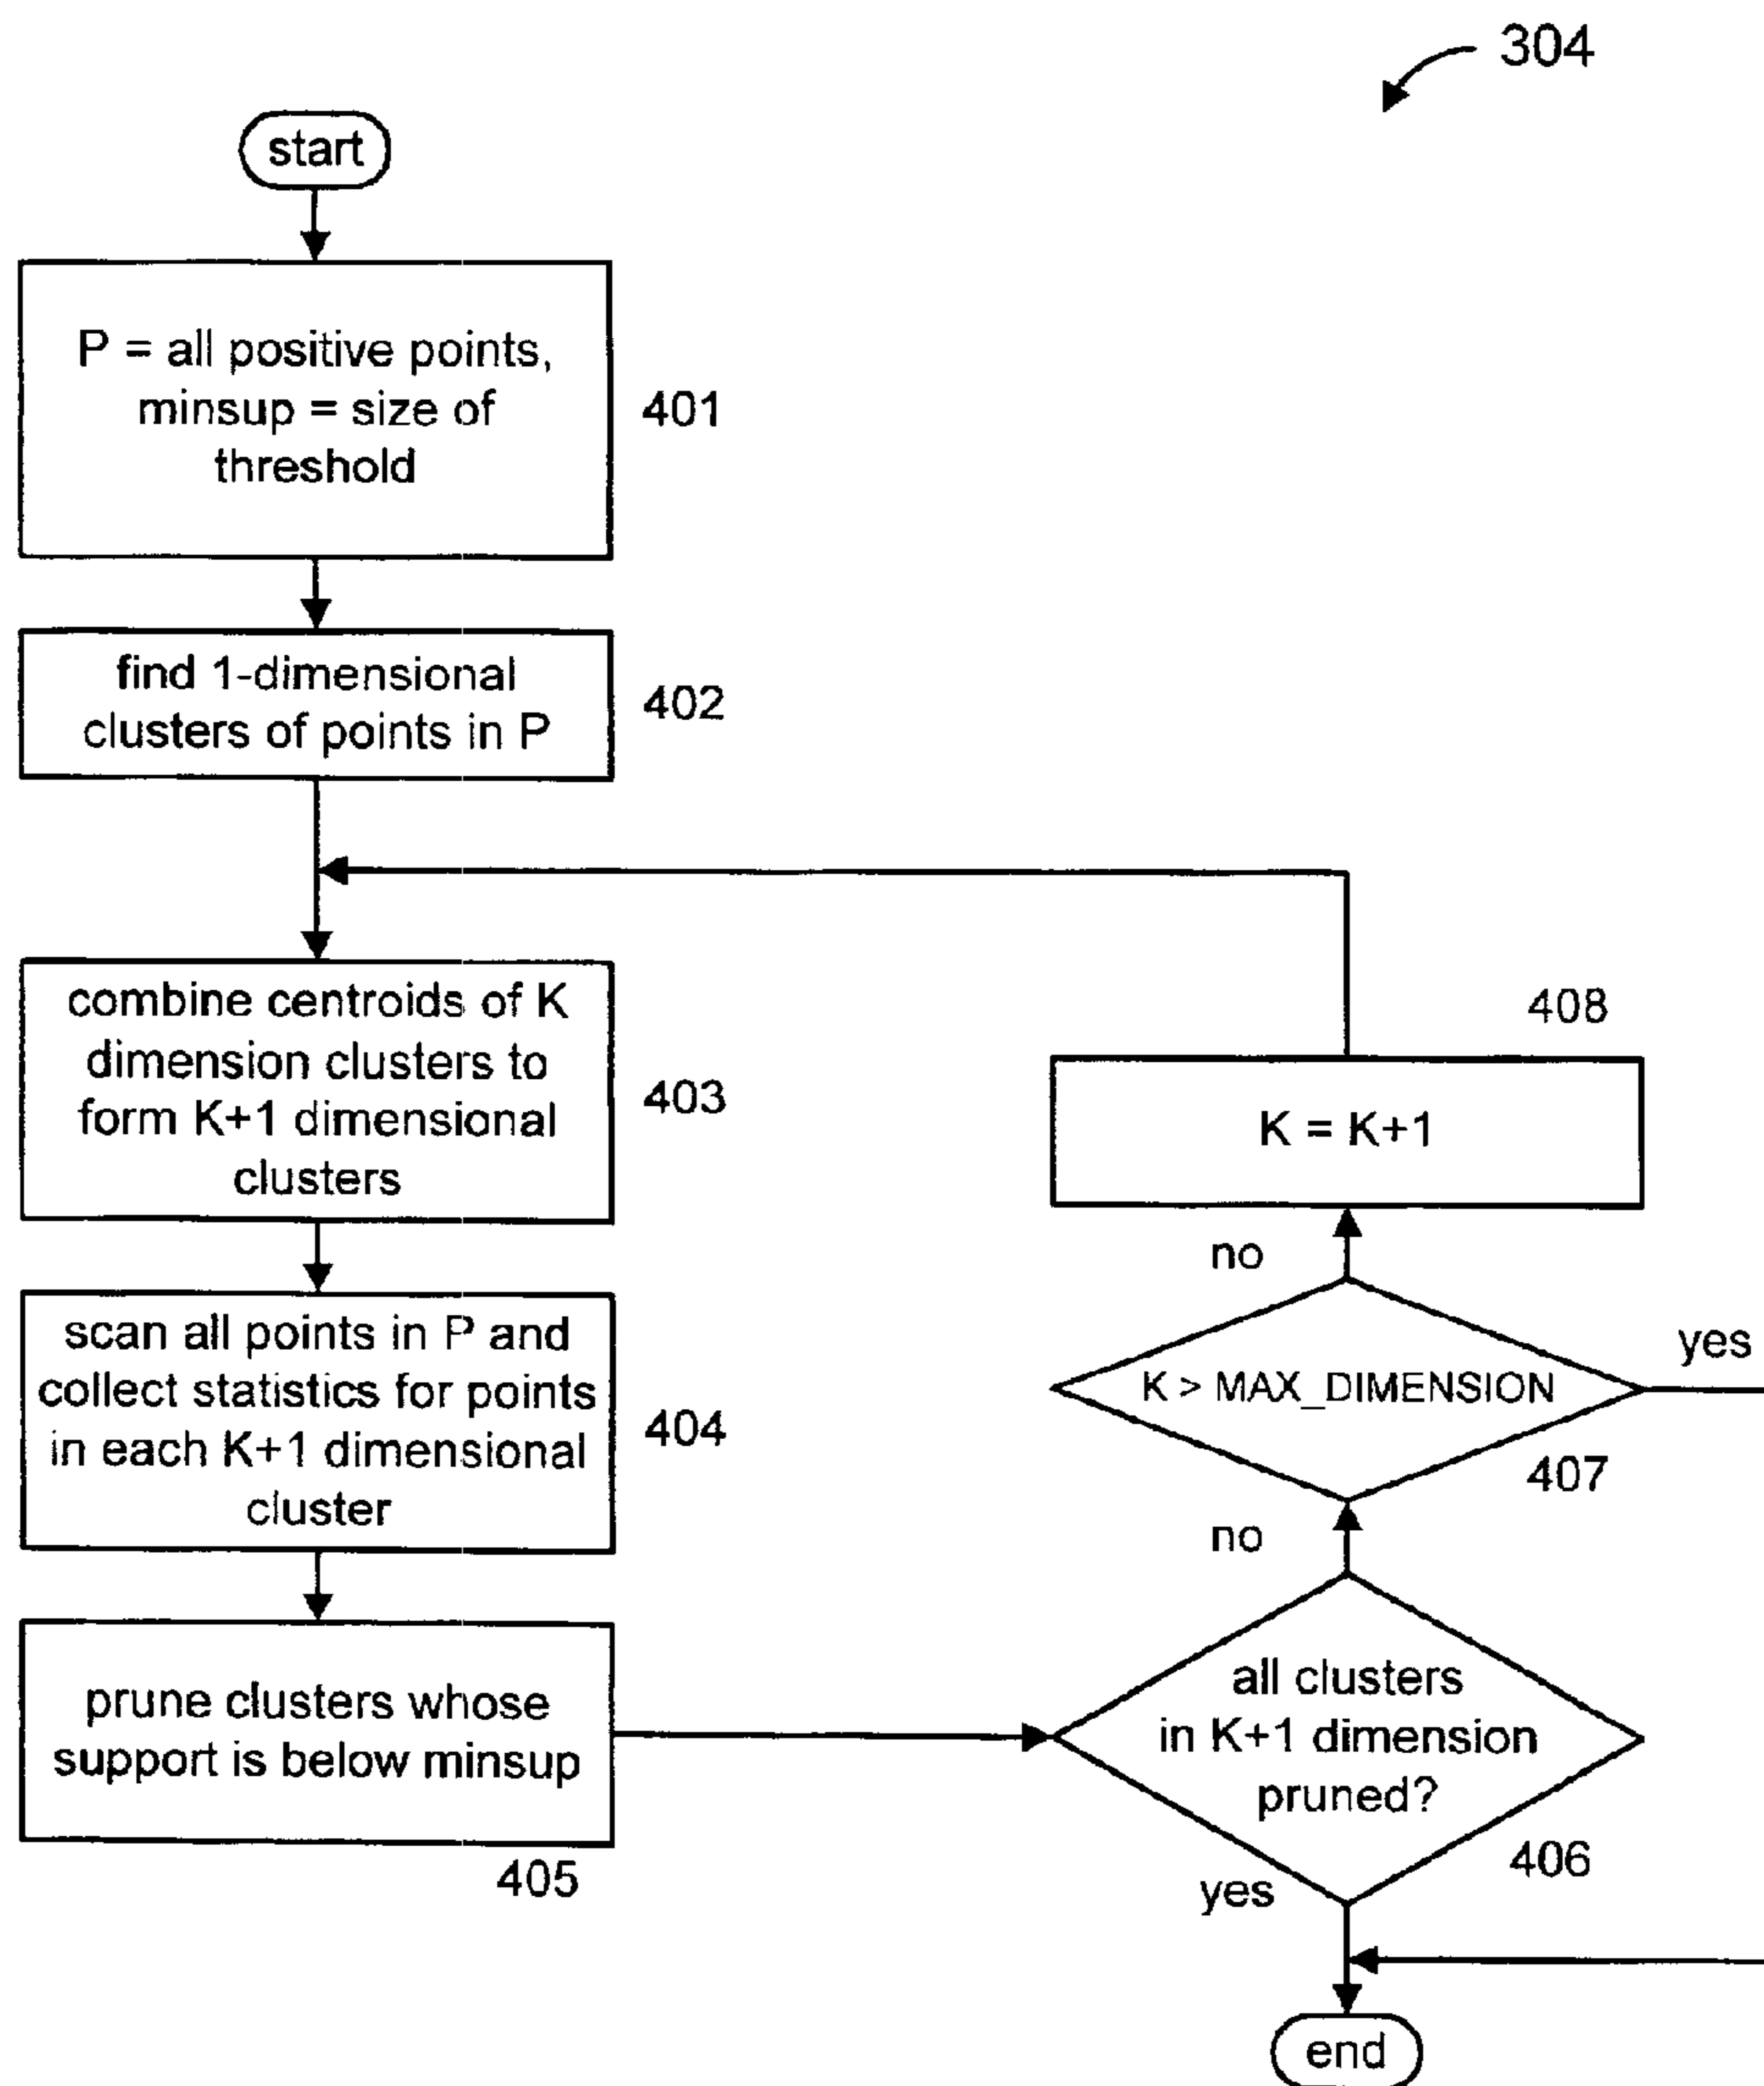 304
start
P = all positive points,
minsup = size of
threshold
401
find 1-dimensional
clusters of points in P
402
combine centroids of K
dimension clusters to
form K+1 dimensional
clusters
403
scan all points in P and
collect statistics for points
in each K+1 dimensional
cluster
404
prune clusters whose
support is below minsup
405
all clusters
in K+1 dimension
pruned?
406
no
yes
K > MAX_DIMENSION
407
no
yes
K = K+1
408
end